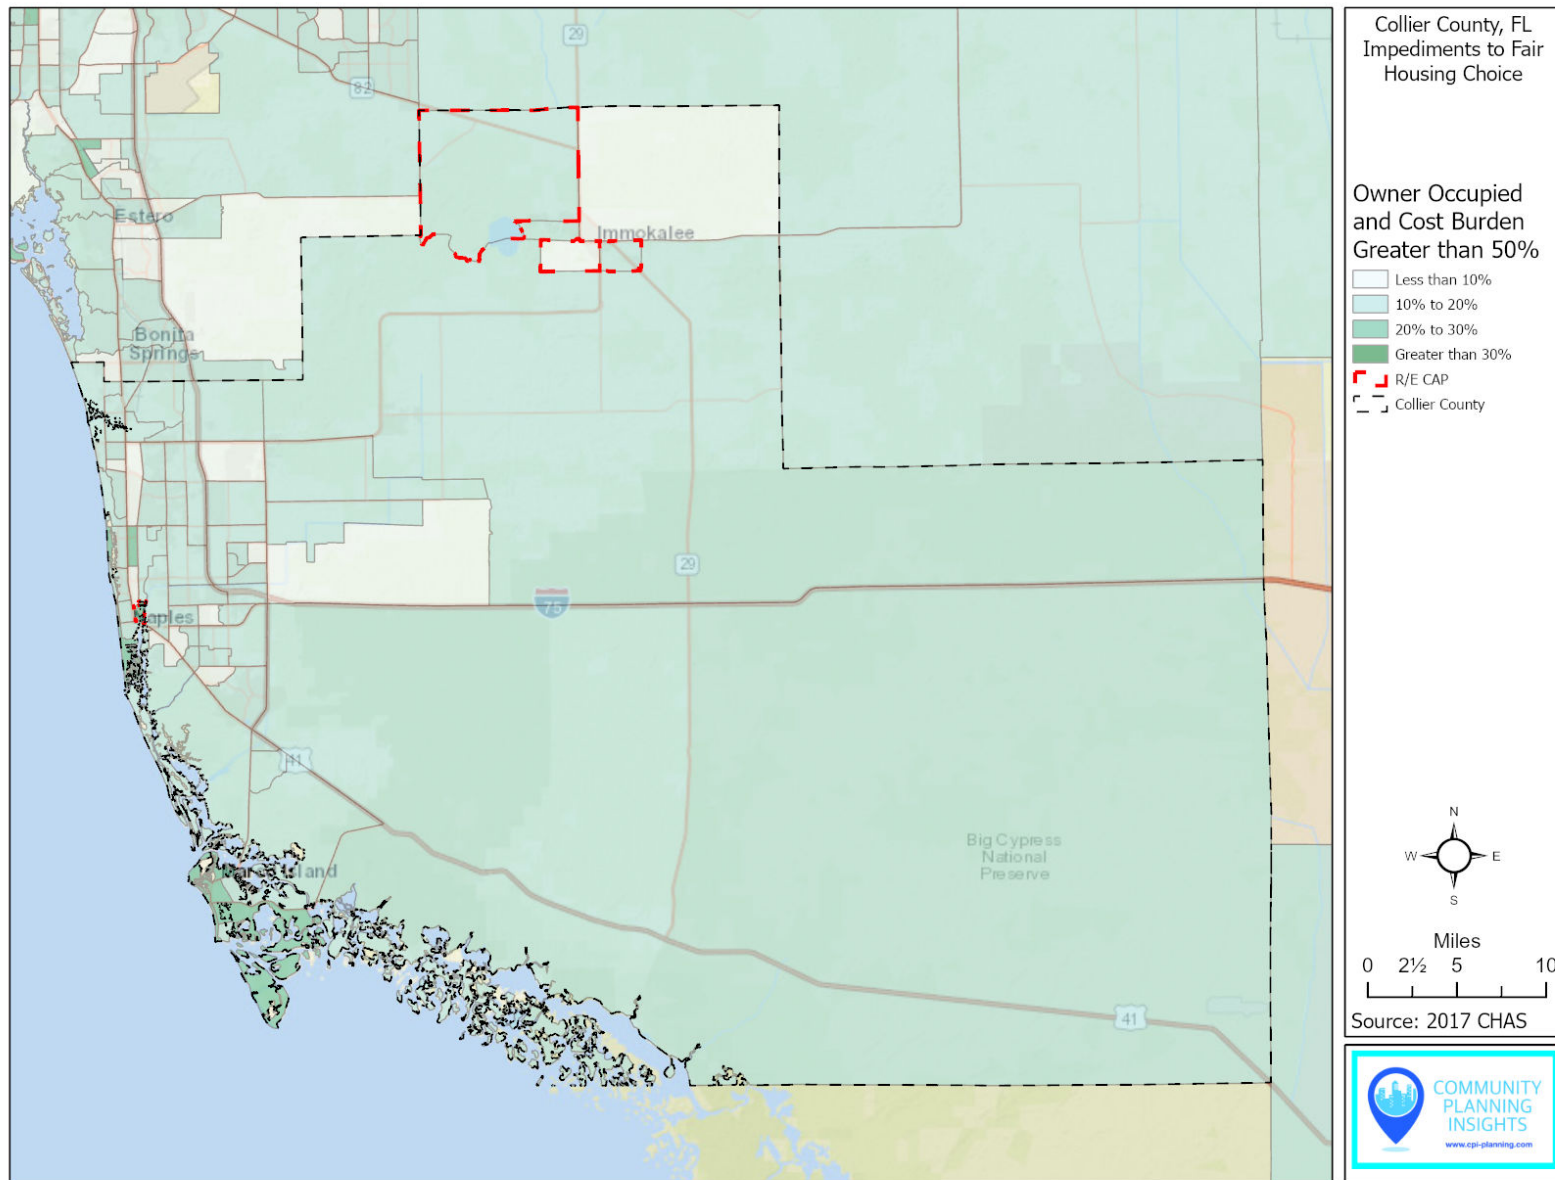 Collier County, FL
Impediments to Fair
Housing Choice
Owner Occupied
and Cost Burden
Greater than 50%
Less than 10%
10% to 20%
20% to 30%
Greater than 30%
R/E CAP
Collier County
N
W
E
S
Miles
0 2½ 5 10
Source: 2017 CHAS
COMMUNITY
PLANNING
INSIGHTS
www.cpi-planning.com
29
82
Estero
Immokalee
Bonita
Springs
29
75
Naples
41
Big Cypress
National
Preserve
Marco Island
41